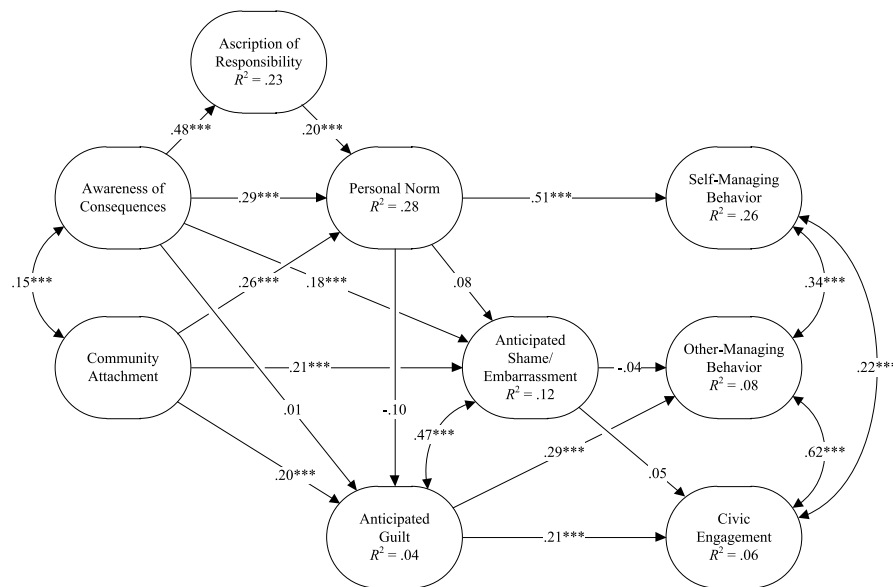 Ascription of
Responsibility
R² = .23
.48***
.20***
Awareness of
Consequences
.29***
Personal Norm
R² = .28
.51***
Self-Managing
Behavior
R² = .26
.15***
.26***
.18***
.08
.34***
Community
Attachment
.21***
Anticipated
Shame/
Embarrassment
R² = .12
-.04
Other-Managing
Behavior
R² = .08
.22***
.01
-.10
.47***
.29***
.62***
.20***
.05
Anticipated
Guilt
R² = .04
.21***
Civic
Engagement
R² = .06